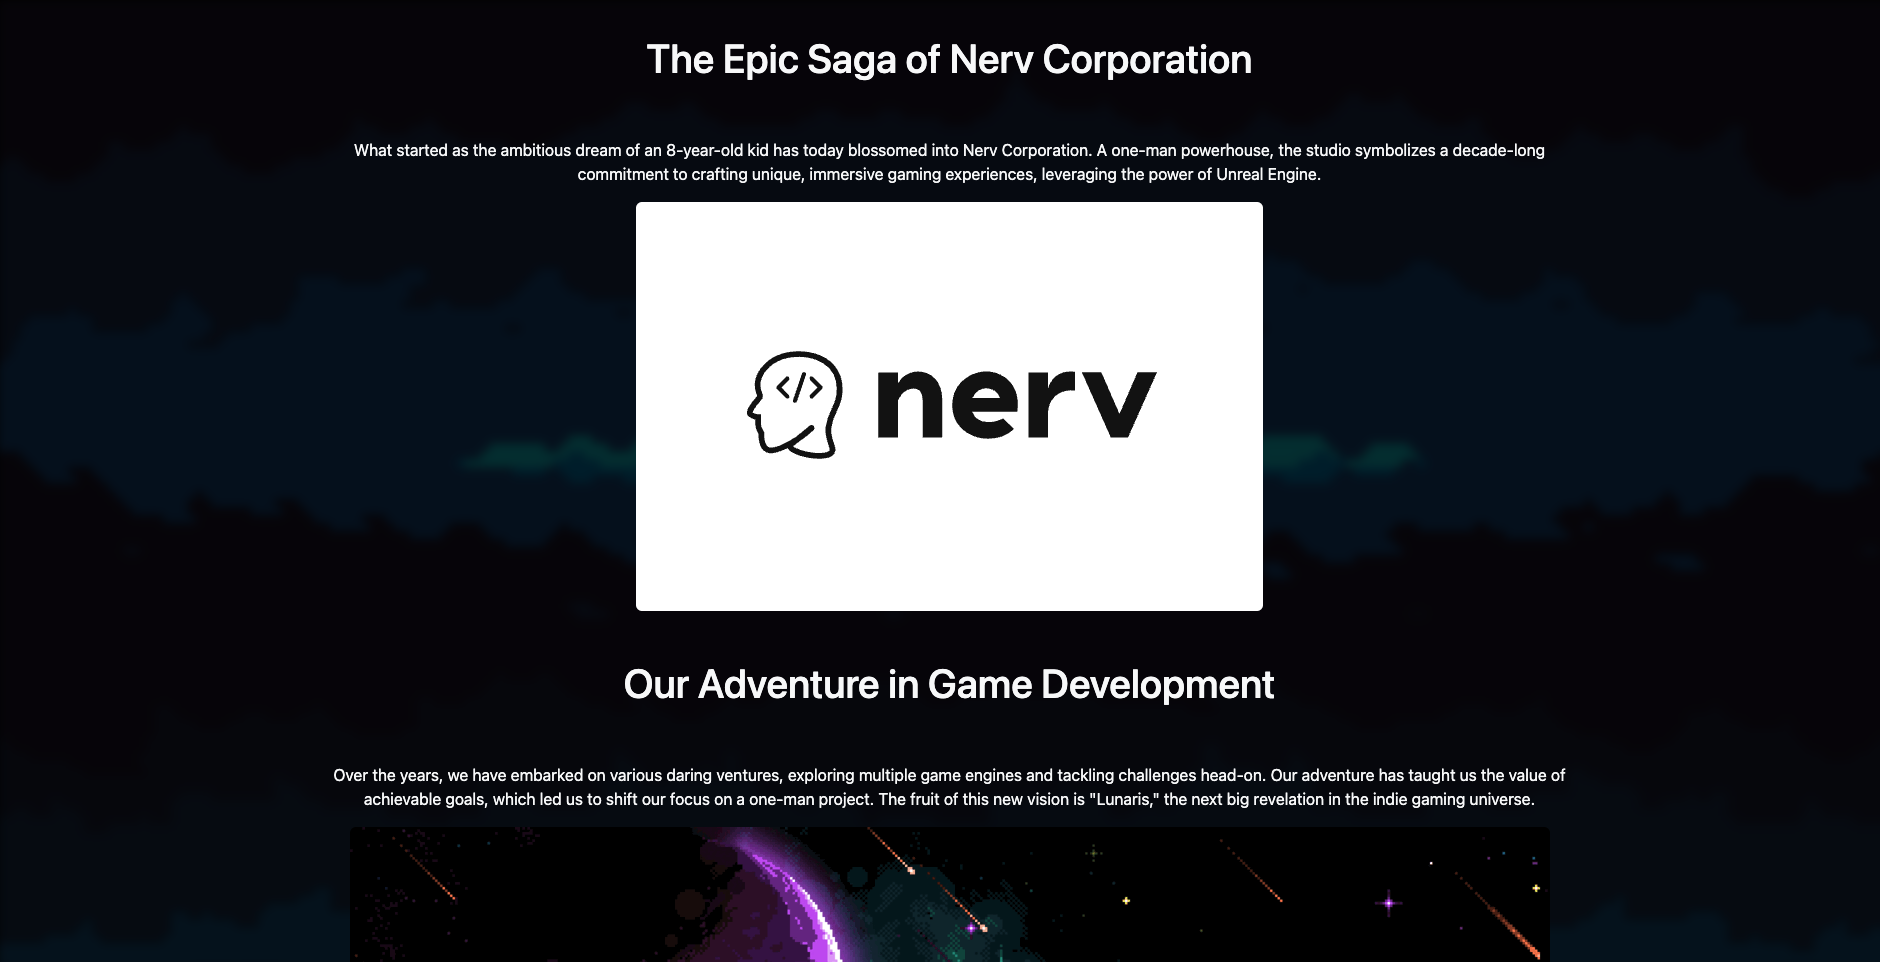 The Epic Saga of Nerv Corporation
What started as the ambitious dream of an 8-year-old kid has today blossomed into Nerv Corporation. A one-man powerhouse, the studio symbolizes a decade-long
commitment to crafting unique, immersive gaming experiences, leveraging the power of Unreal Engine.
</> nerv
Our Adventure in Game Development
Over the years, we have embarked on various daring ventures, exploring multiple game engines and tackling challenges head-on. Our adventure has taught us the value of
achievable goals, which led us to shift our focus on a one-man project. The fruit of this new vision is "Lunaris," the next big revelation in the indie gaming universe.